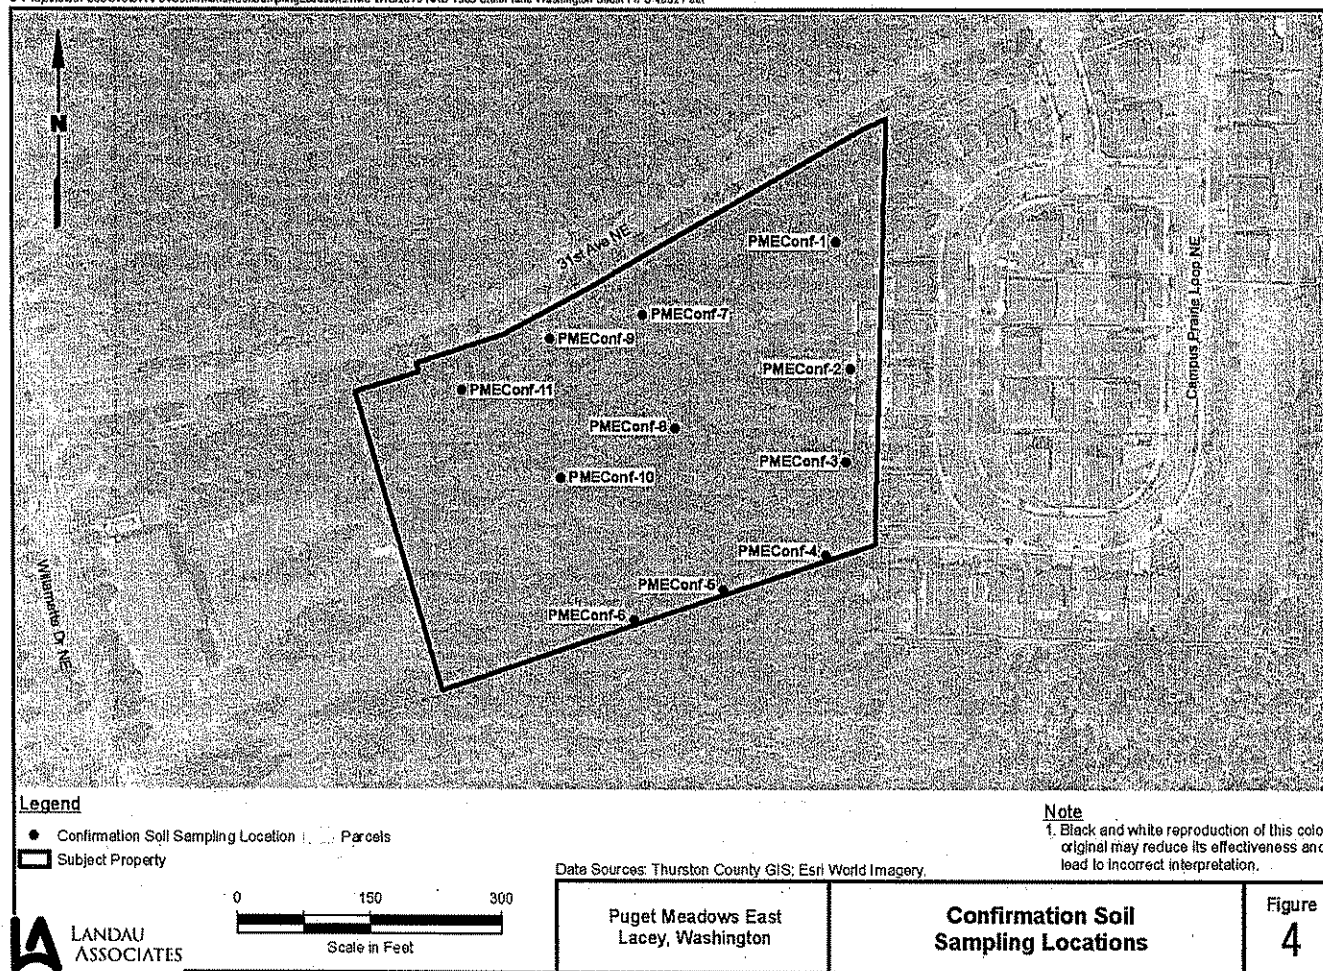 N
31st Ave NE
PMEConf-1
PMEConf-7
PMEConf-9
PMEConf-2
PMEConf-11
PMEConf-8
PMEConf-3
PMEConf-10
PMEConf-4
PMEConf-5
PMEConf-6
Campus Prairie Loop NE
Willamette Dr NE
Legend
Confirmation Soil Sampling Location
Parcels
Subject Property
Note
1. Black and white reproduction of this colo
original may reduce its effectiveness and
lead to incorrect interpretation.
Data Sources: Thurston County GIS; Esri World Imagery.
0 150 300
Scale in Feet
LA
LANDAU
ASSOCIATES
Puget Meadows East
Lacey, Washington
Confirmation Soil
Sampling Locations
Figure
4